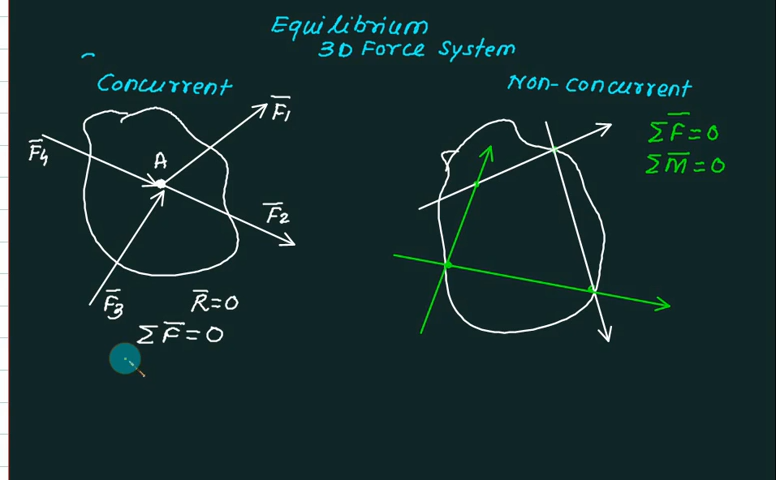 Equilibrium
3D Force System
Concurrent
Non-concurrent
F̅1
F̅4
A
F̅2
F̅3
R̅=0
ΣF̅=0
ΣF̅=0
ΣM̅=0